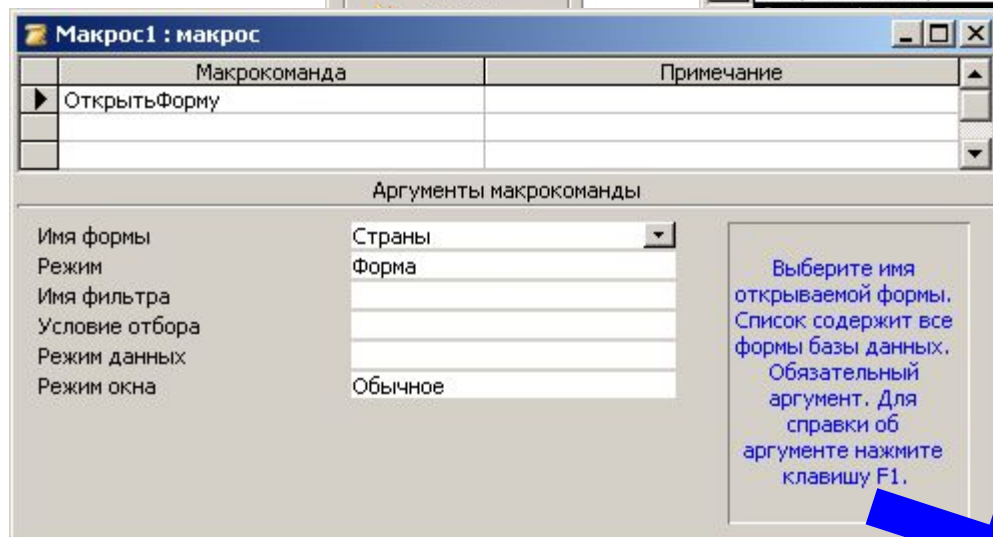 Макрос1 : макрос
Макрокоманда Примечание
ОткрытьФорму
Аргументы макрокоманды
Имя формы Страны
Режим Форма
Имя фильтра
Условие отбора
Режим данных
Режим окна Обычное
Выберите имя
открываемой формы.
Список содержит все
формы базы данных.
Обязательный
аргумент. Для
справки об
аргументе нажмите
клавишу F1.